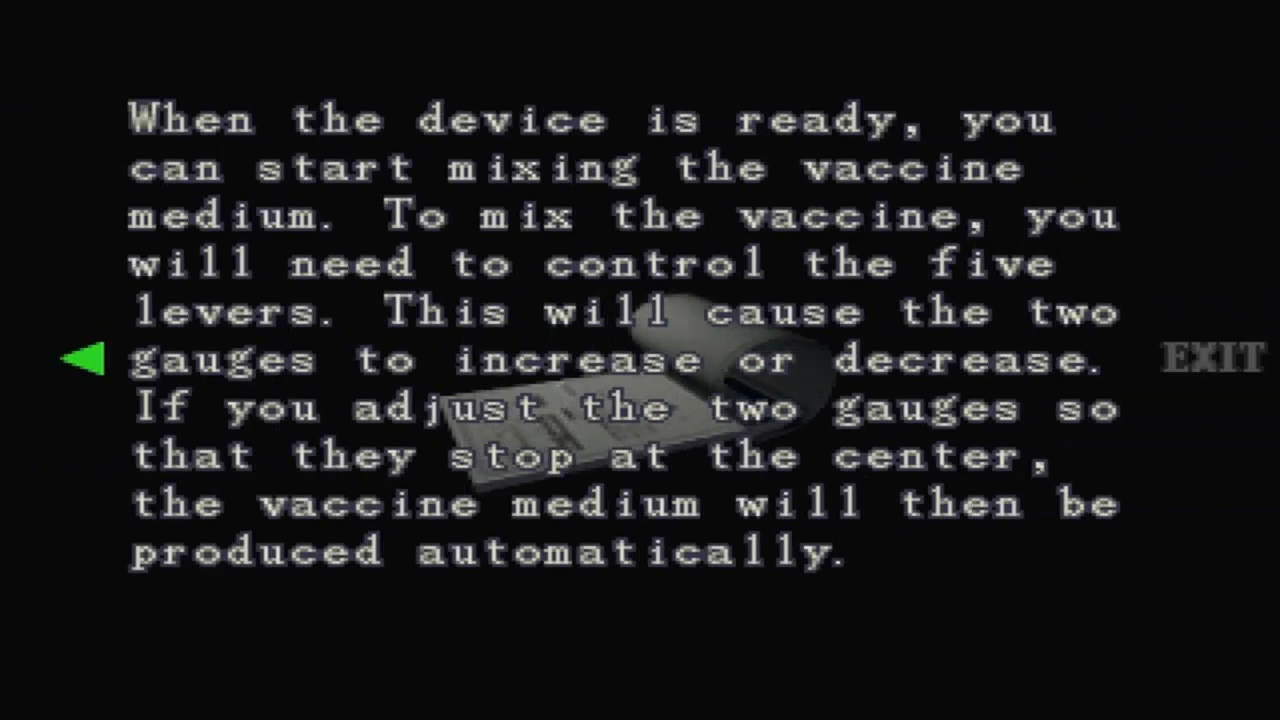 When the device is ready, you
can start mixing the vaccine
medium. To mix the vaccine, you
will need to control the five
levers. This will cause the two
gauges to increase or decrease.
EXIT
If you adjust the two gauges so
that they stop at the center,
the vaccine medium will then be
produced automatically.